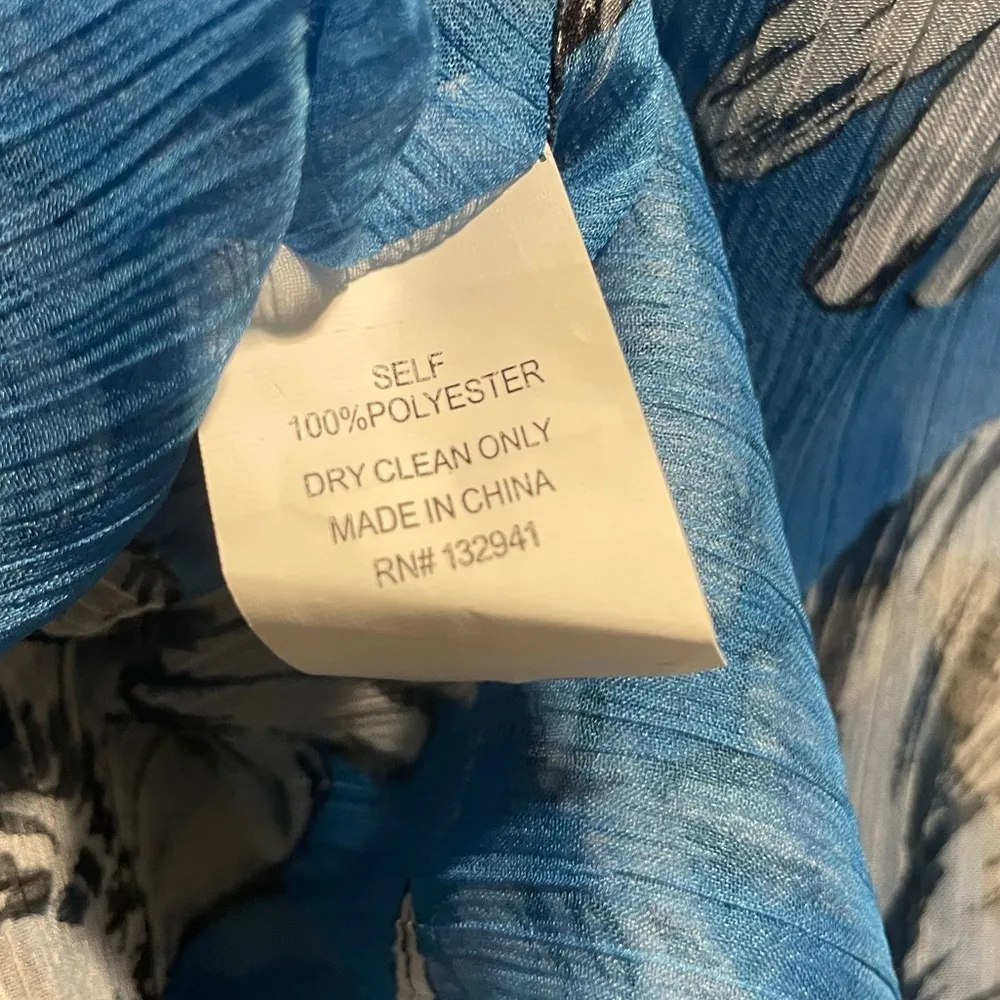 SELF
100%POLYESTER
DRY CLEAN ONLY
MADE IN CHINA
RN# 132941